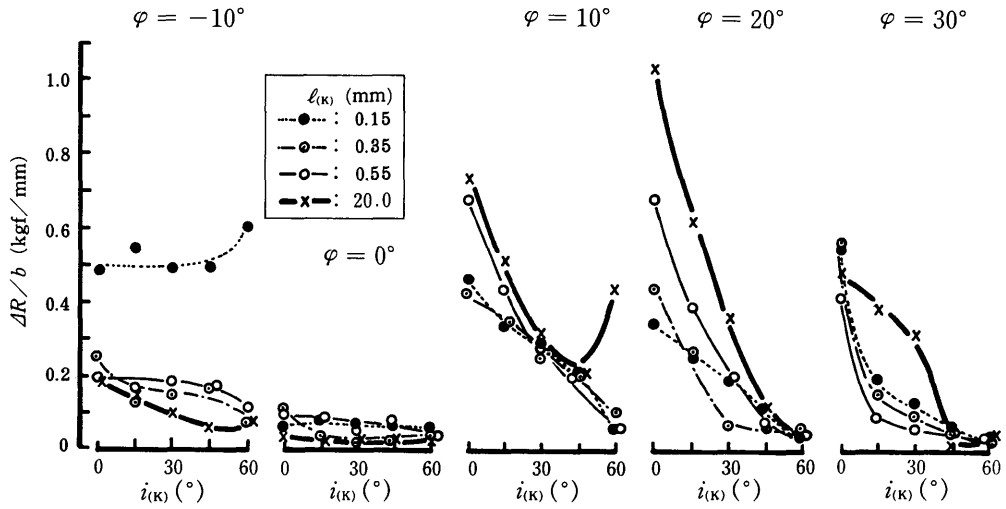 φ = −10°
φ = 10°
φ = 20°
φ = 30°
1.0
0.8
0.6
0.4
0.2
0
ΔR/b (kgf/mm)
ℓ(K) (mm)
: 0.15
: 0.35
: 0.55
: 20.0
φ = 0°
0 30 60
0 30 60
0 30 60
0 30 60
0 30 60
i(K) (°)
i(K) (°)
i(K) (°)
i(K) (°)
i(K) (°)